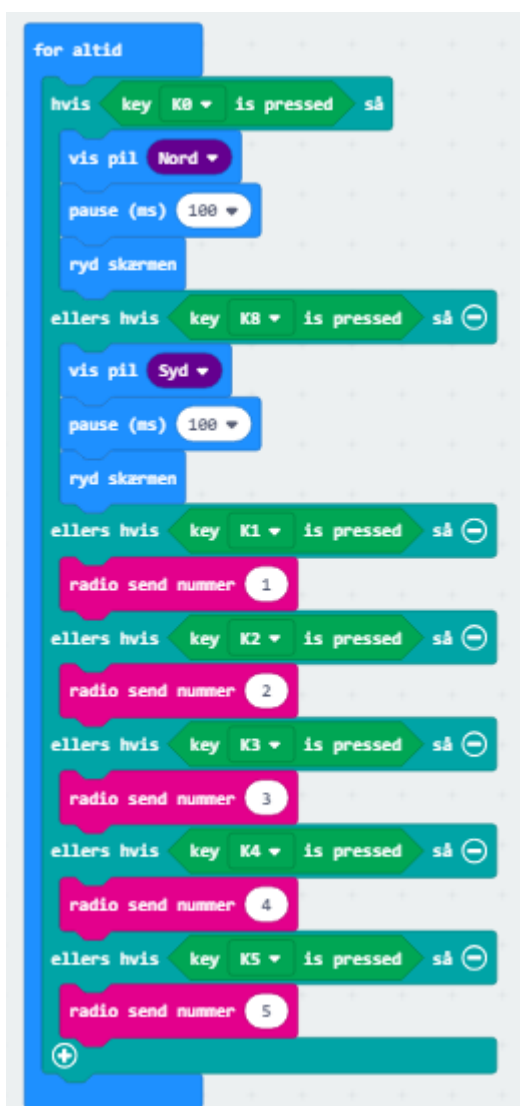 for altid
hvis key K0 is pressed så
vis pil Nord
pause (ms) 100
ryd skærmen
ellers hvis key K8 is pressed så
vis pil Syd
pause (ms) 100
ryd skærmen
ellers hvis key K1 is pressed så
radio send nummer 1
ellers hvis key K2 is pressed så
radio send nummer 2
ellers hvis key K3 is pressed så
radio send nummer 3
ellers hvis key K4 is pressed så
radio send nummer 4
ellers hvis key K5 is pressed så
radio send nummer 5